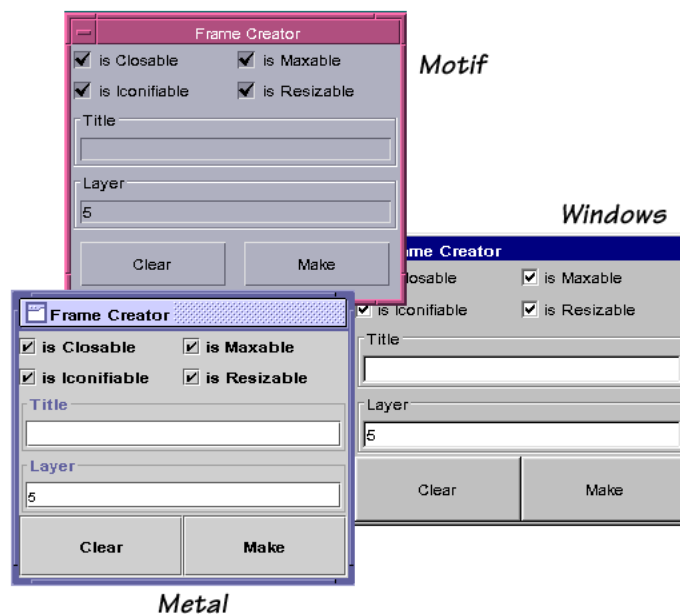 Frame Creator
is Closable is Maxable
is Iconifiable is Resizable
Title
Layer
5
Clear Make
Motif
Windows
ame Creator
losable is Maxable
is Iconifiable is Resizable
Title
Layer
5
Clear Make
Frame Creator
is Closable is Maxable
is Iconifiable is Resizable
Title
Layer
5
Clear Make
Metal